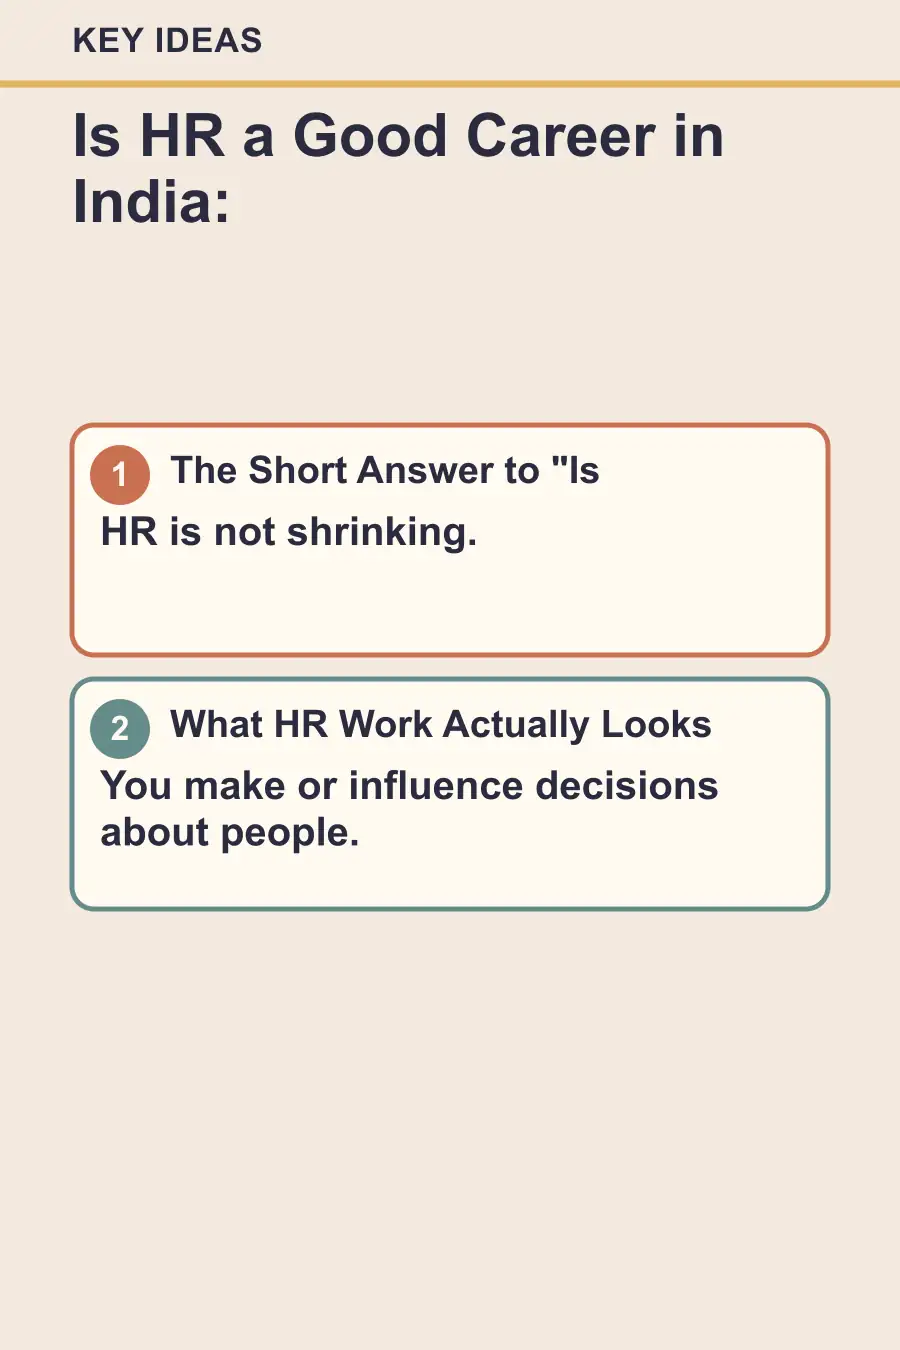 KEY IDEAS
Is HR a Good Career in
India:
1 The Short Answer to "Is
HR is not shrinking.
2 What HR Work Actually Looks
You make or influence decisions
about people.